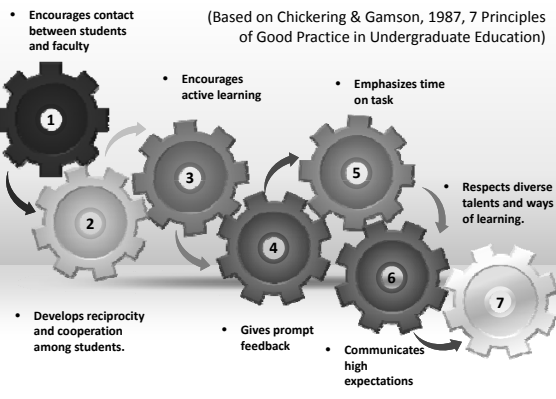 • Encourages contact
between students
and faculty
(Based on Chickering & Gamson, 1987, 7 Principles
of Good Practice in Undergraduate Education)
• Encourages
active learning
• Emphasizes time
on task
1
2
3
4
5
6
7
• Respects diverse
talents and ways
of learning.
• Develops reciprocity
and cooperation
among students.
• Gives prompt
feedback
• Communicates
high
expectations